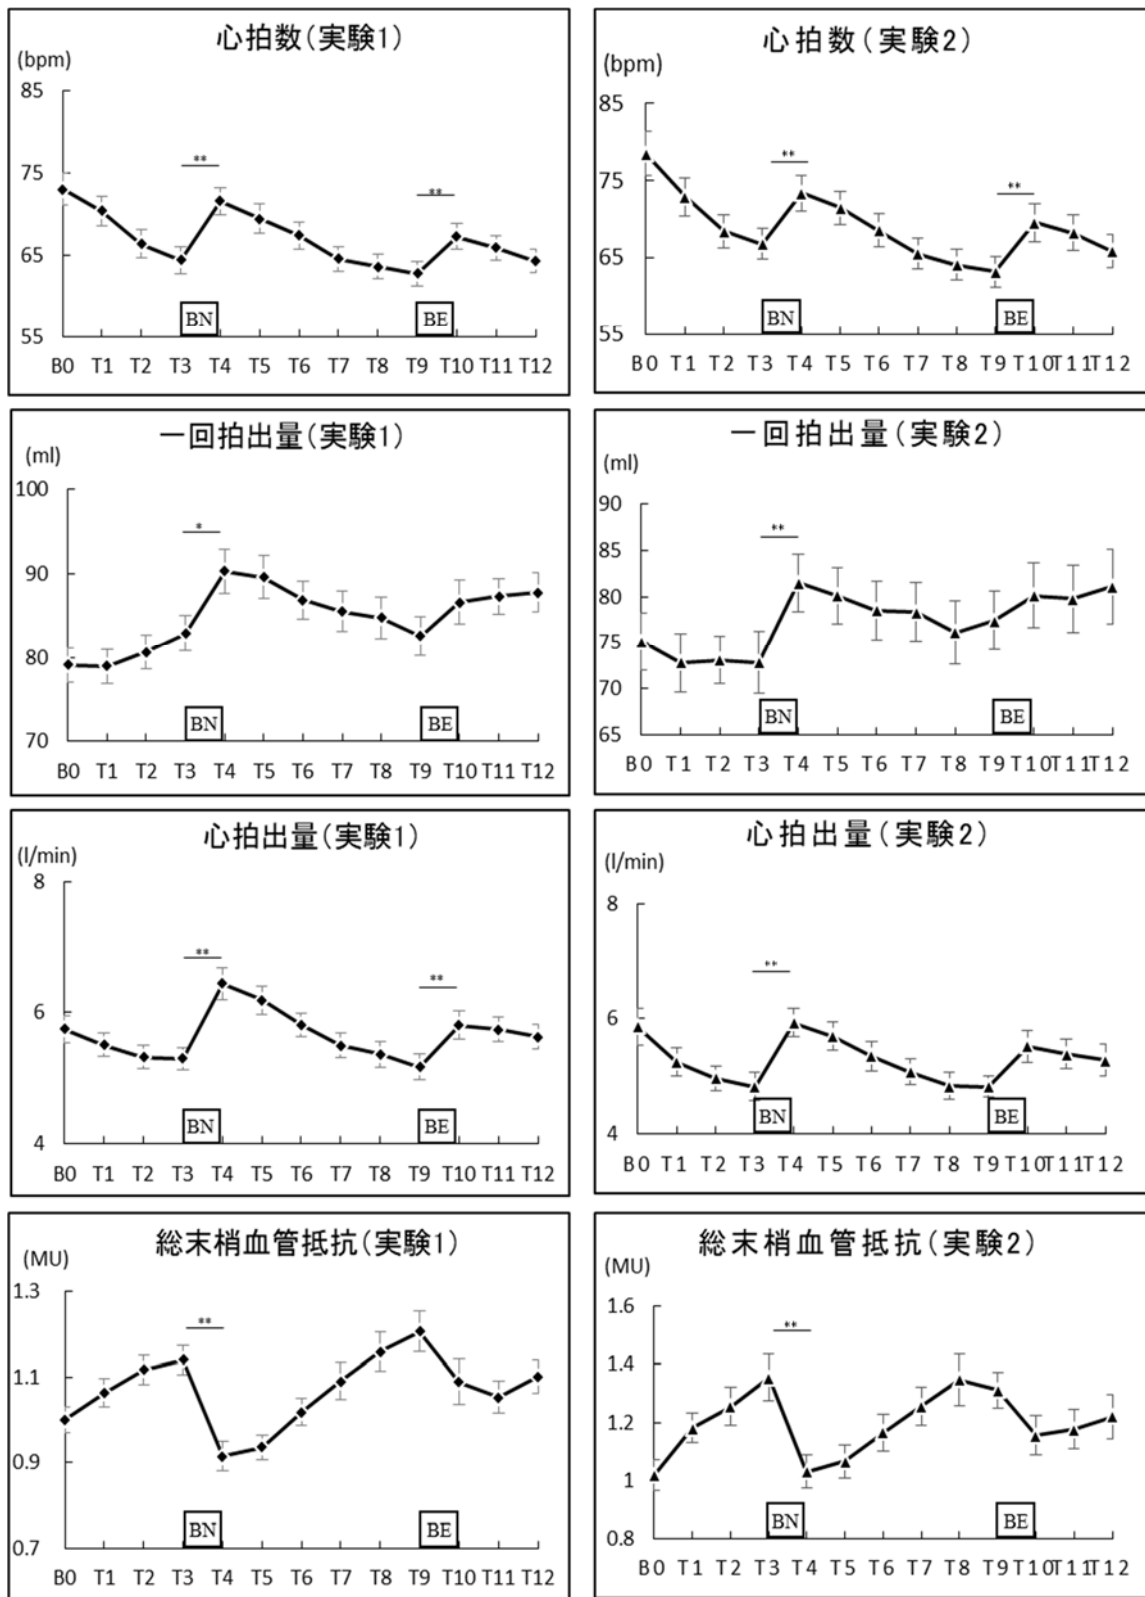 心拍数(実験1)
(bpm)
85
75
65
55
**
**
BN
BE
B0 T1 T2 T3 T4 T5 T6 T7 T8 T9 T10 T11 T12
心拍数(実験2)
(bpm)
85
75
65
55
**
**
BN
BE
B0 T1 T2 T3 T4 T5 T6 T7 T8 T9 T10 T11 T12
一回拍出量(実験1)
(ml)
100
90
80
70
*
BN
BE
B0 T1 T2 T3 T4 T5 T6 T7 T8 T9 T10 T11 T12
一回拍出量(実験2)
(ml)
90
85
80
75
70
65
**
BN
BE
B0 T1 T2 T3 T4 T5 T6 T7 T8 T9 T10 T11 T12
心拍出量(実験1)
(l/min)
8
6
4
**
**
BN
BE
B0 T1 T2 T3 T4 T5 T6 T7 T8 T9 T10 T11 T12
心拍出量(実験2)
(l/min)
8
6
4
**
BN
BE
B0 T1 T2 T3 T4 T5 T6 T7 T8 T9 T10 T11 T12
総末梢血管抵抗(実験1)
(MU)
1.3
1.1
0.9
0.7
**
BN
BE
B0 T1 T2 T3 T4 T5 T6 T7 T8 T9 T10 T11 T12
総末梢血管抵抗(実験2)
(MU)
1.6
1.4
1.2
1
0.8
**
BN
BE
B0 T1 T2 T3 T4 T5 T6 T7 T8 T9 T10 T11 T12